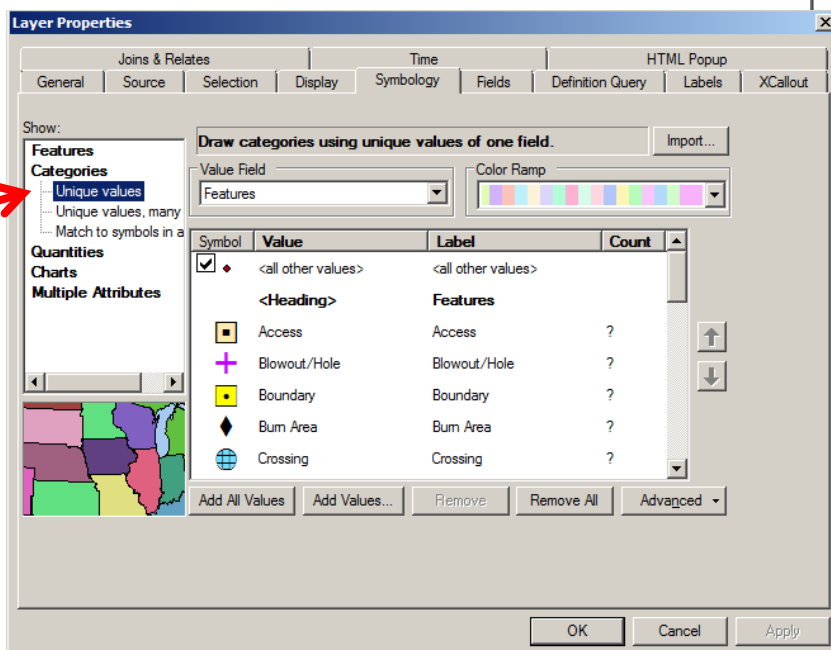 Layer Properties
Joins & Relates Time HTML Popup
General Source Selection Display Symbology Fields Definition Query Labels XCallout
Show:
Features
Categories
Unique values
Unique values, many
Match to symbols in a
Quantities
Charts
Multiple Attributes
Draw categories using unique values of one field.
Import...
Value Field
Features
Color Ramp
Symbol Value Label Count
<all other values> <all other values>
<Heading> Features
Access Access ?
Blowout/Hole Blowout/Hole ?
Boundary Boundary ?
Burn Area Burn Area ?
Crossing Crossing ?
Add All Values Add Values... Remove Remove All Advanced
OK Cancel Apply